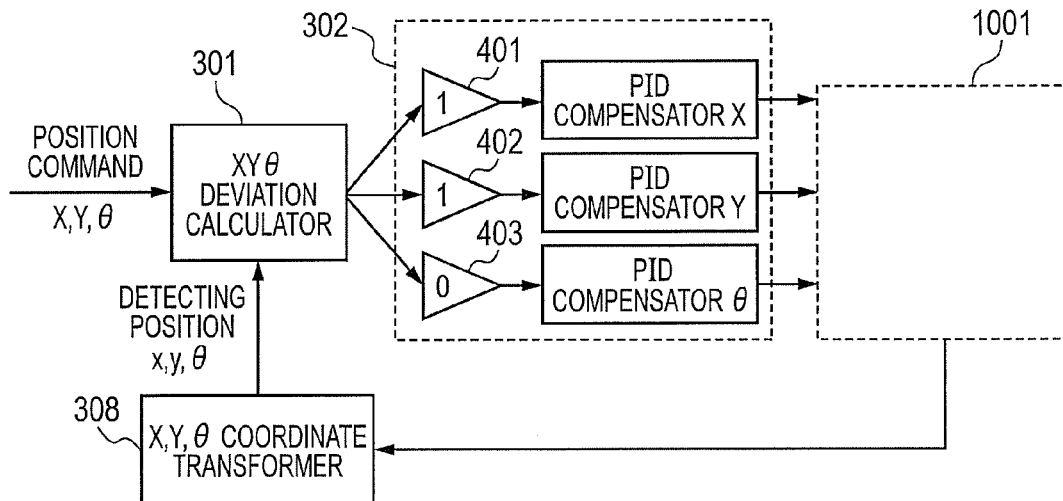 302
401
1001
301
1
PID
COMPENSATOR X
POSITION
COMMAND
X,Y, θ
XY θ
DEVIATION
CALCULATOR
402
1
PID
COMPENSATOR Y
403
0
PID
COMPENSATOR θ
DETECTING
POSITION
x,y, θ
308
X,Y, θ COORDINATE
TRANSFORMER